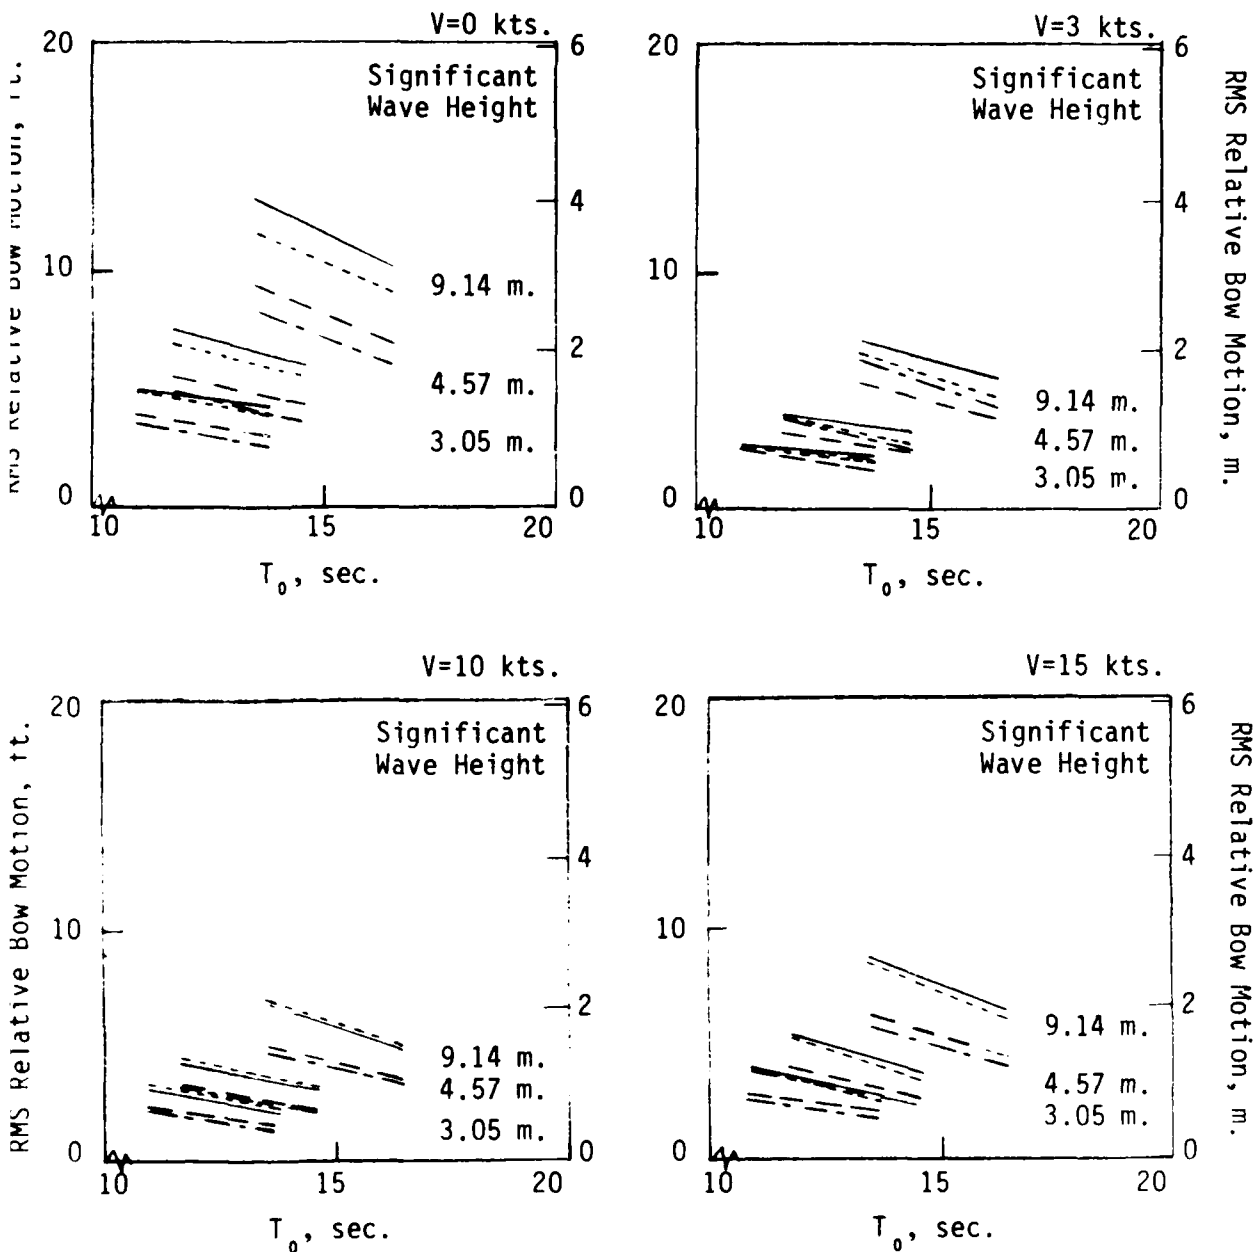 V=0 kts.
20
6
Significant
Wave Height
4
10
9.14 m.
2
4.57 m.
3.05 m.
0
0
10
15
20
T₀, sec.
RMS Relative Bow Motion, ft.
V=3 kts.
20
6
Significant
Wave Height
4
10
2
9.14 m.
4.57 m.
3.05 m.
0
0
10
15
20
T₀, sec.
RMS Relative Bow Motion, m.
V=10 kts.
20
6
Significant
Wave Height
4
10
2
9.14 m.
4.57 m.
3.05 m.
0
0
10
15
20
T₀, sec.
RMS Relative Bow Motion, ft.
V=15 kts.
20
6
Significant
Wave Height
4
10
2
9.14 m.
4.57 m.
3.05 m.
0
0
10
15
20
T₀, sec.
RMS Relative Bow Motion, m.